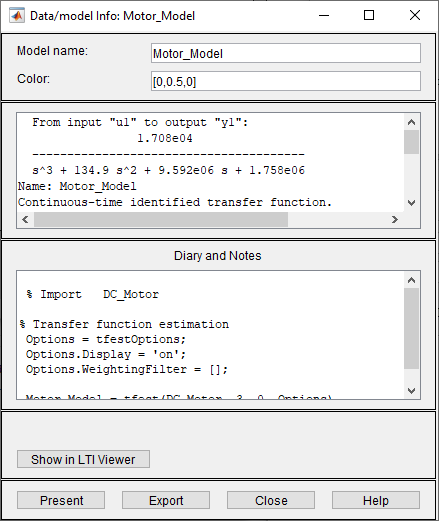 Data/model Info: Motor_Model
Model name:
Motor_Model
Color:
[0,0.5,0]
From input "u1" to output "y1":
1.708e04
---------------------------------------
s^3 + 134.9 s^2 + 9.592e06 s + 1.758e06
Name: Motor_Model
Continuous-time identified transfer function.
Diary and Notes
% Import   DC_Motor
% Transfer function estimation
Options = tfestOptions;
Options.Display = 'on';
Options.WeightingFilter = [];
Motor_Model = tfest(DC_Motor, 3, 0, Options)
Show in LTI Viewer
Present
Export
Close
Help